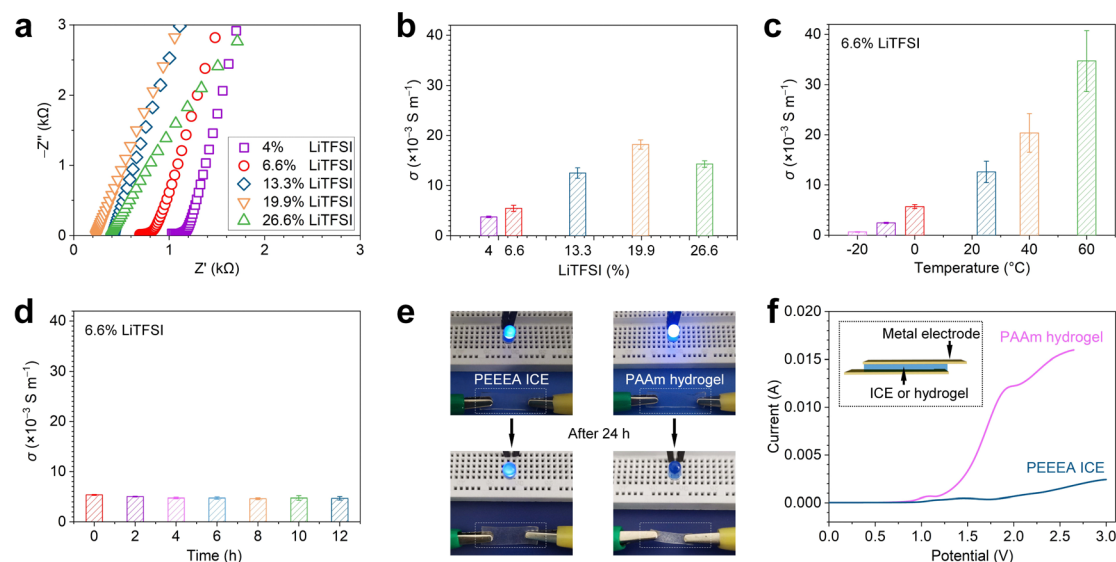 a
3
2
1
0
−Z″ (kΩ)
0
1
2
3
Z′ (kΩ)
4% LiTFSI
6.6% LiTFSI
13.3% LiTFSI
19.9% LiTFSI
26.6% LiTFSI
b
40
30
20
10
0
σ (×10⁻³ S m⁻¹)
4
6.6
13.3
19.9
26.6
LiTFSI (%)
c
6.6% LiTFSI
40
30
20
10
0
σ (×10⁻³ S m⁻¹)
-20
0
20
40
60
Temperature (°C)
d
6.6% LiTFSI
40
30
20
10
0
σ (×10⁻³ S m⁻¹)
0
2
4
6
8
10
12
Time (h)
e
PEEEA ICE
PAAm hydrogel
After 24 h
f
0.020
0.015
0.010
0.005
0.000
Current (A)
Metal electrode
ICE or hydrogel
PAAm hydrogel
PEEEA ICE
0.0
0.5
1.0
1.5
2.0
2.5
3.0
Potential (V)